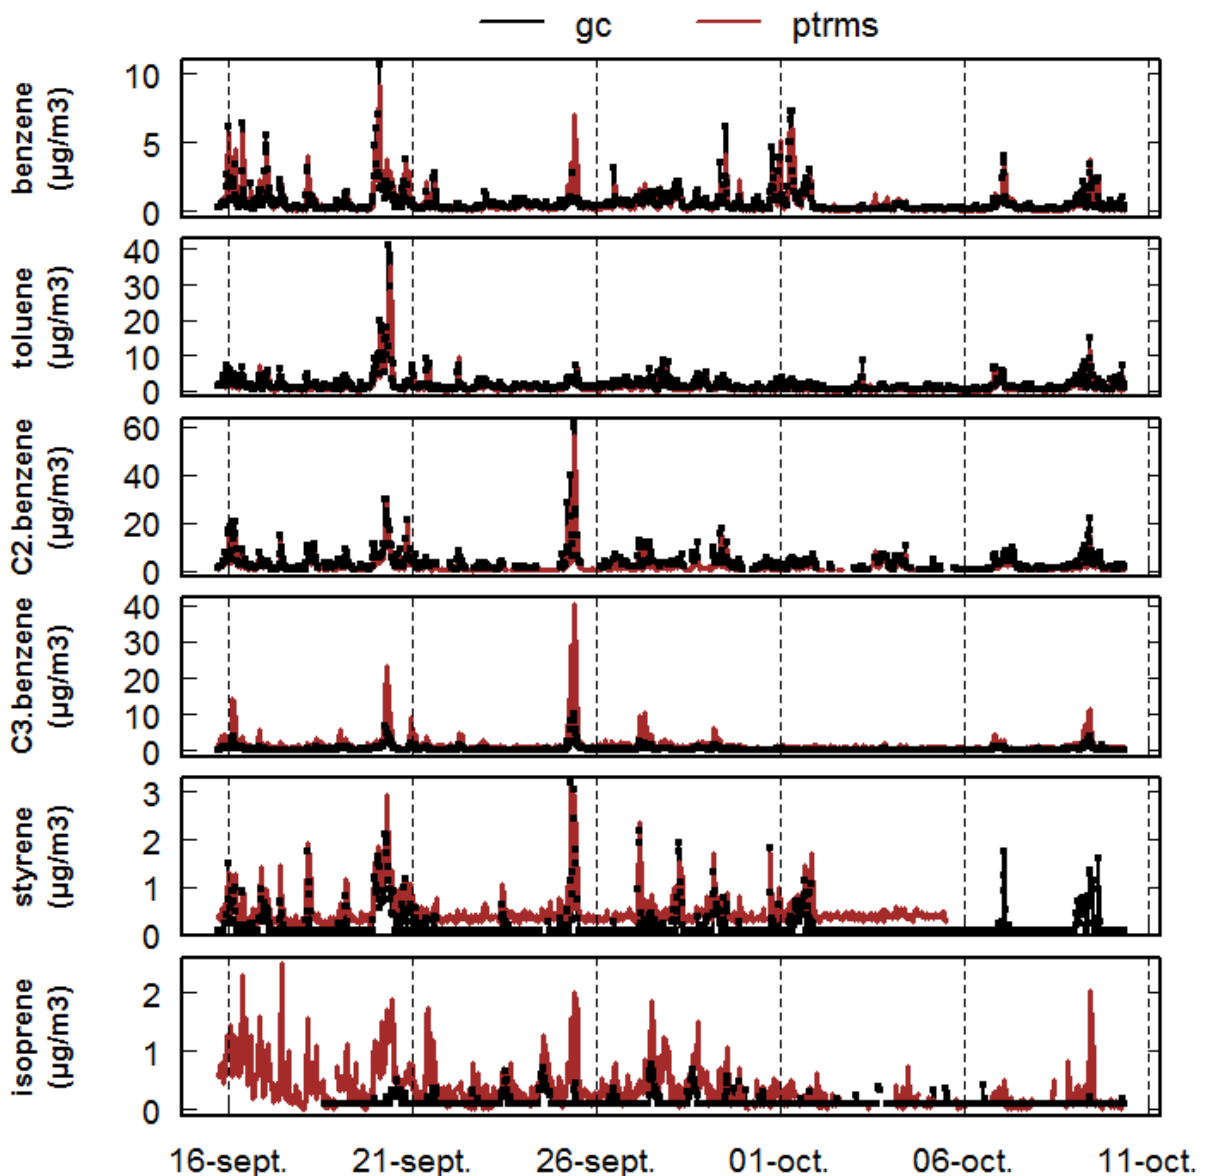 gc ptrms
benzene
(µg/m3)
10
5
0
toluene
(µg/m3)
40
30
20
10
0
C2.benzene
(µg/m3)
60
40
20
0
C3.benzene
(µg/m3)
40
30
20
10
0
styrene
(µg/m3)
3
2
1
0
isoprene
(µg/m3)
2
1
0
16-sept. 21-sept. 26-sept. 01-oct. 06-oct. 11-oct.